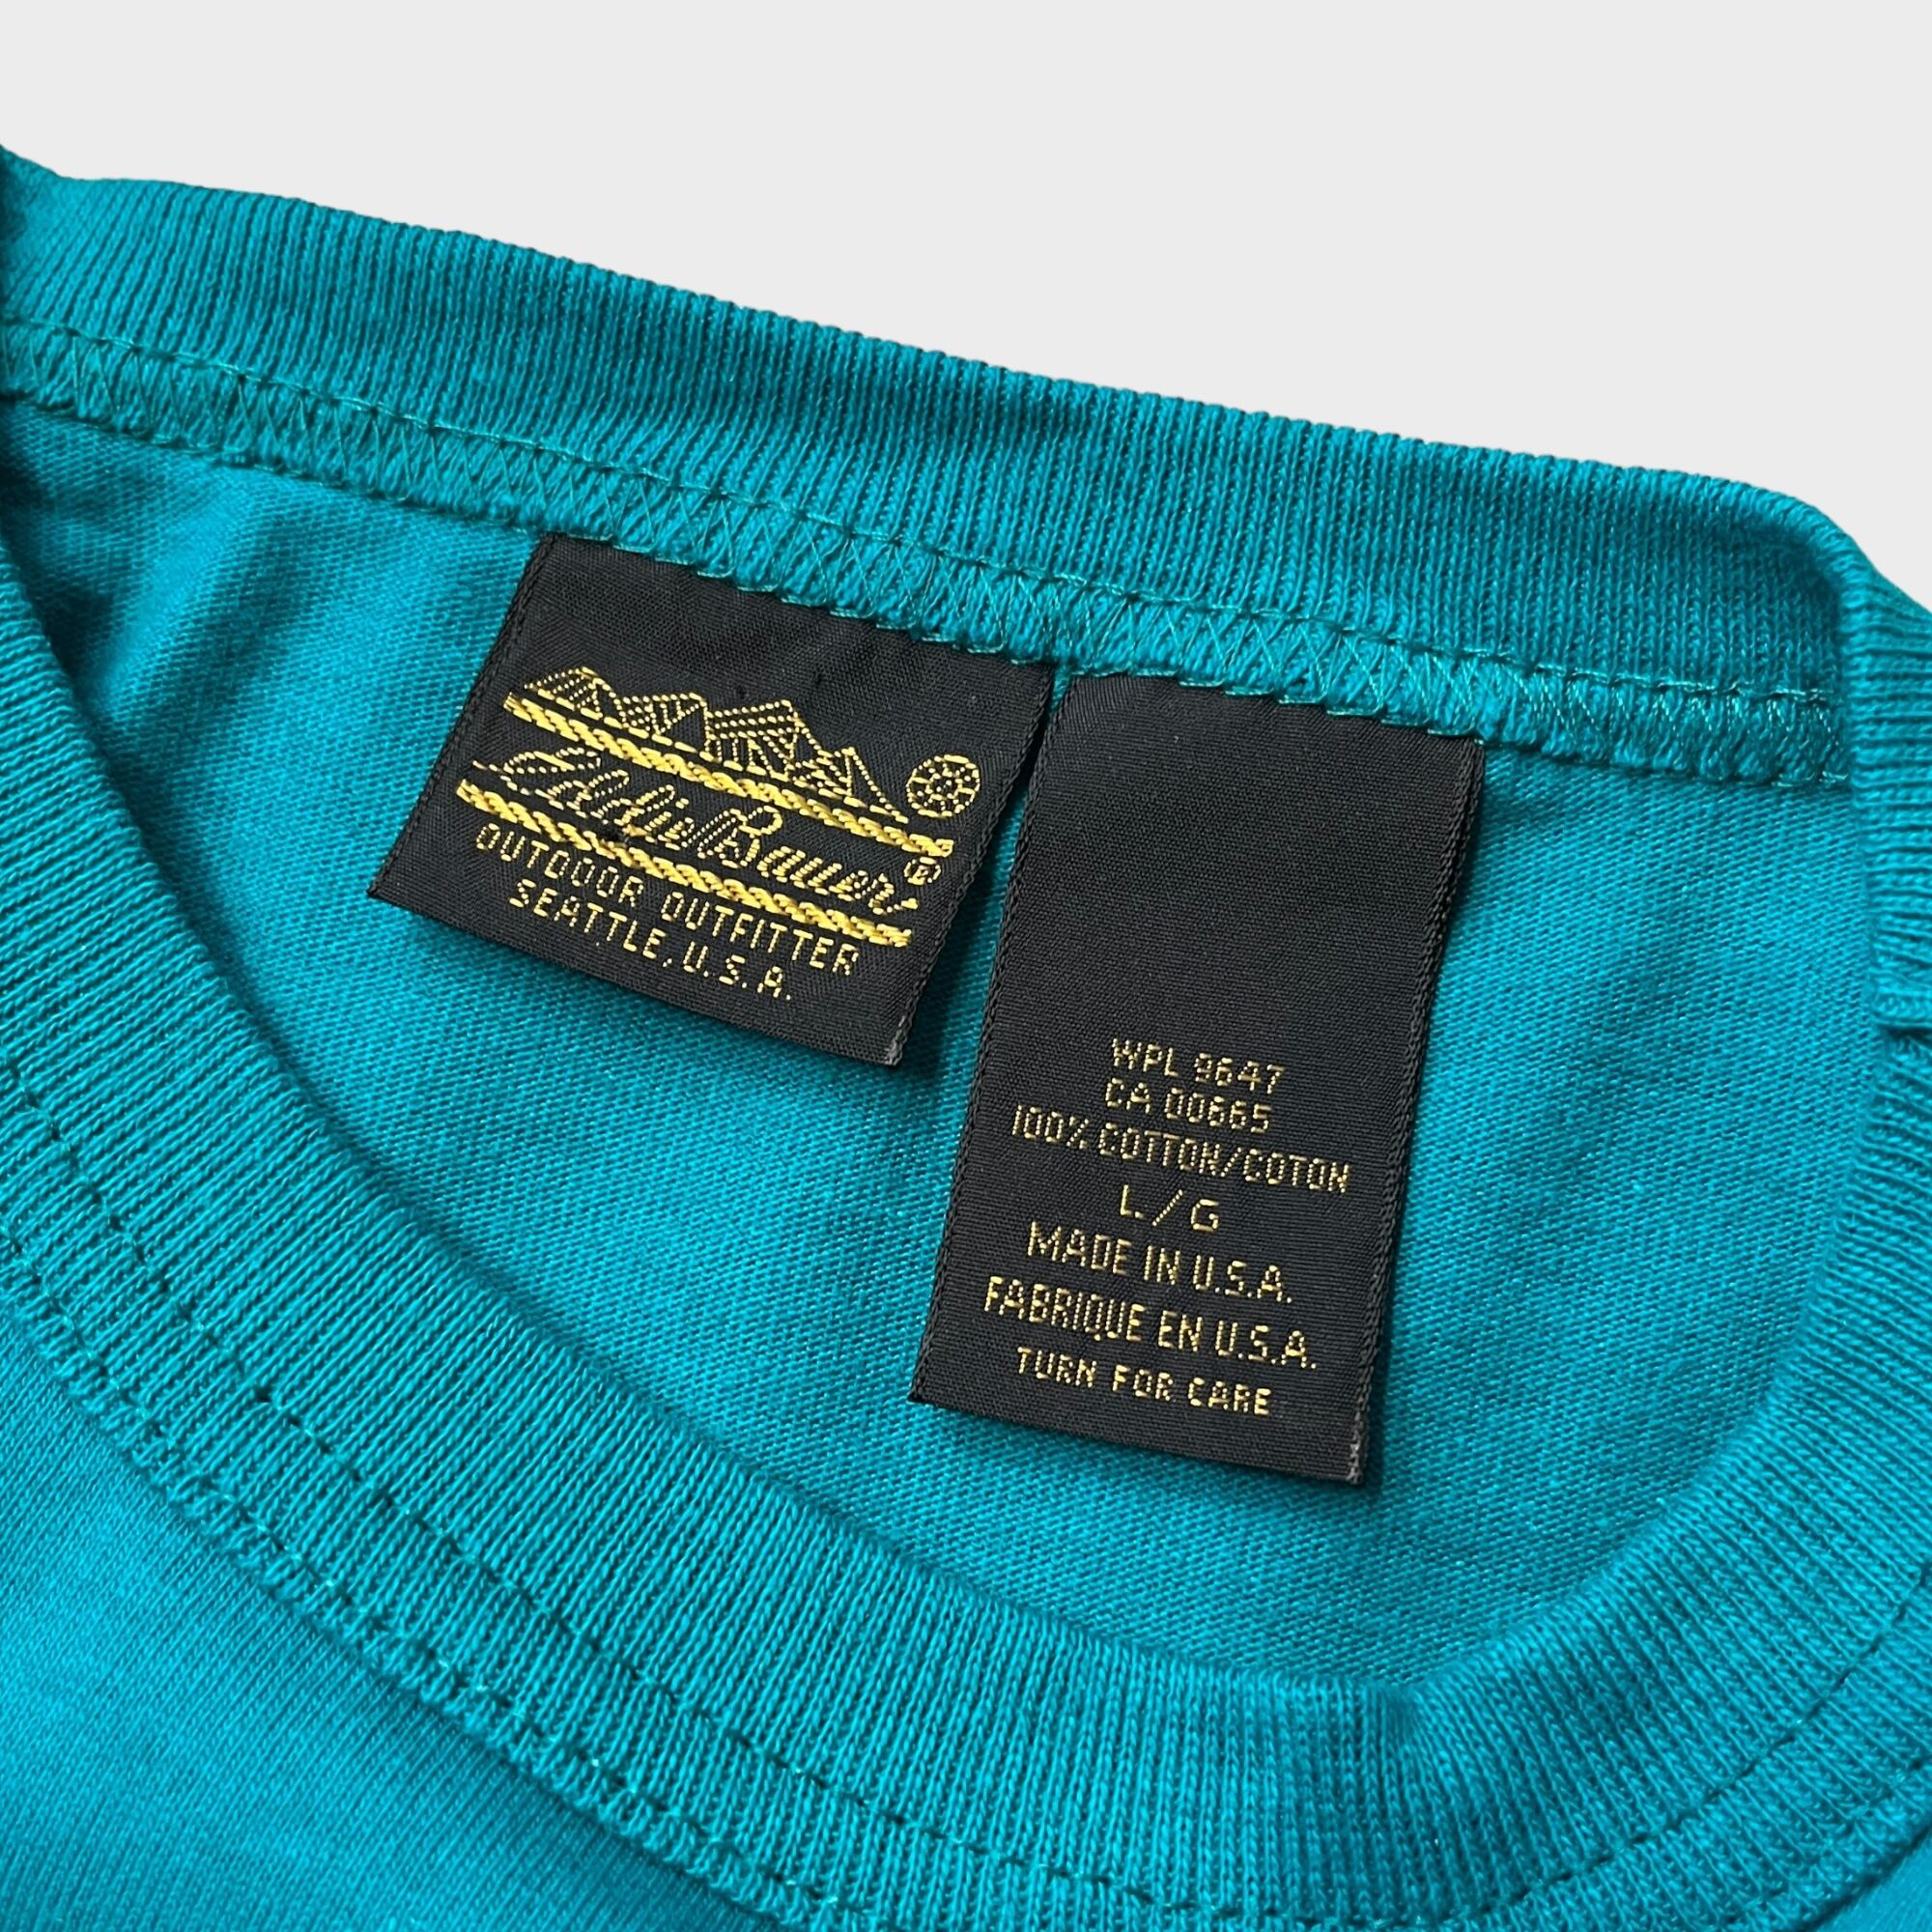 Eddie Bauer®
OUTDOOR OUTFITTER
SEATTLE, U.S.A.
WPL 9647
CA 00665
100% COTTON/COTON
L/G
MADE IN U.S.A.
FABRIQUE EN U.S.A.
TURN FOR CARE